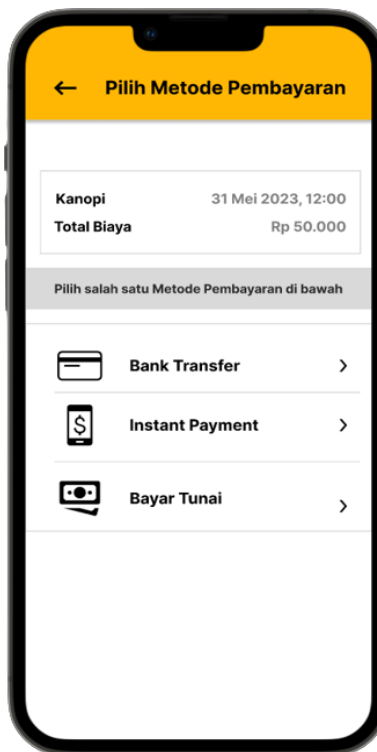 Pilih Metode Pembayaran
Kanopi 31 Mei 2023, 12:00
Total Biaya Rp 50.000
Pilih salah satu Metode Pembayaran di bawah
Bank Transfer
$ Instant Payment
Bayar Tunai